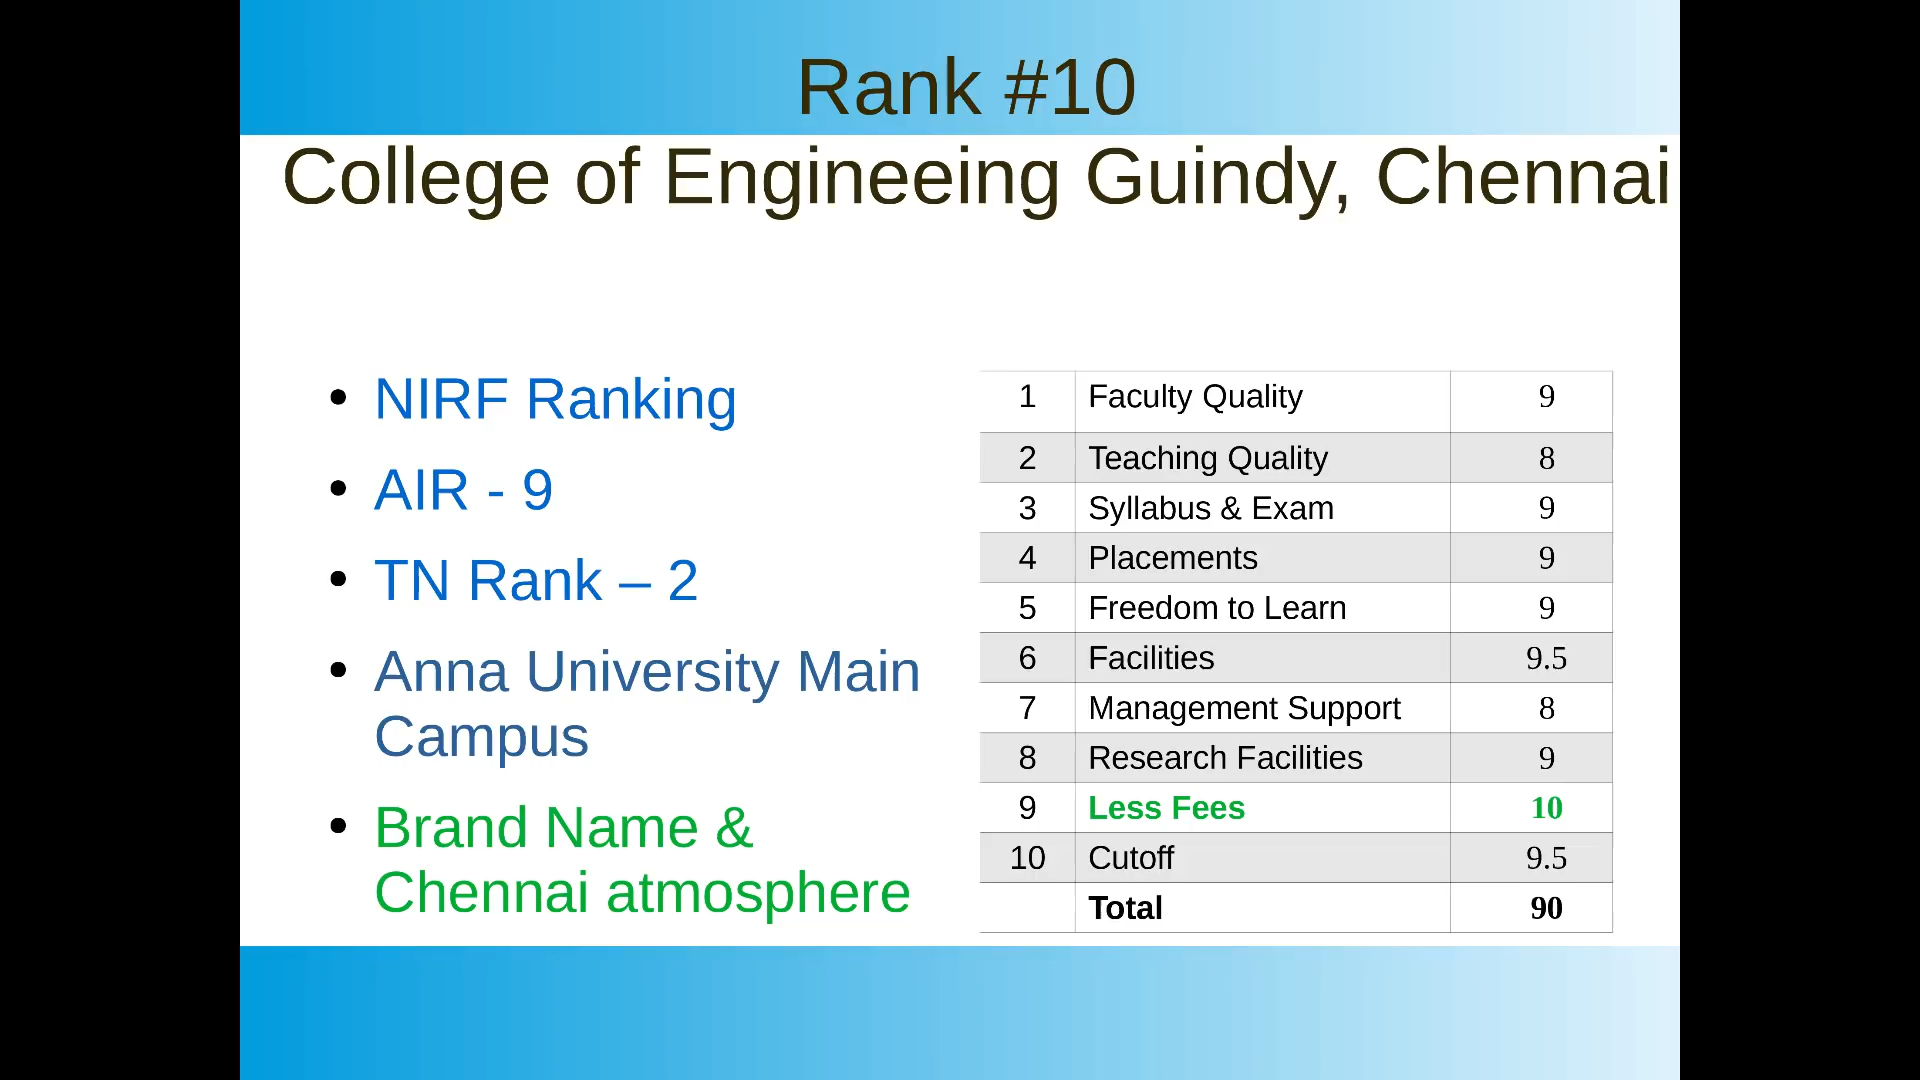 Rank #10
College of Engineeing Guindy, Chennai
• NIRF Ranking
• AIR - 9
• TN Rank – 2
• Anna University Main
Campus
• Brand Name &
Chennai atmosphere
1 Faculty Quality 9
2 Teaching Quality 8
3 Syllabus & Exam 9
4 Placements 9
5 Freedom to Learn 9
6 Facilities 9.5
7 Management Support 8
8 Research Facilities 9
9 Less Fees 10
10 Cutoff 9.5
Total 90